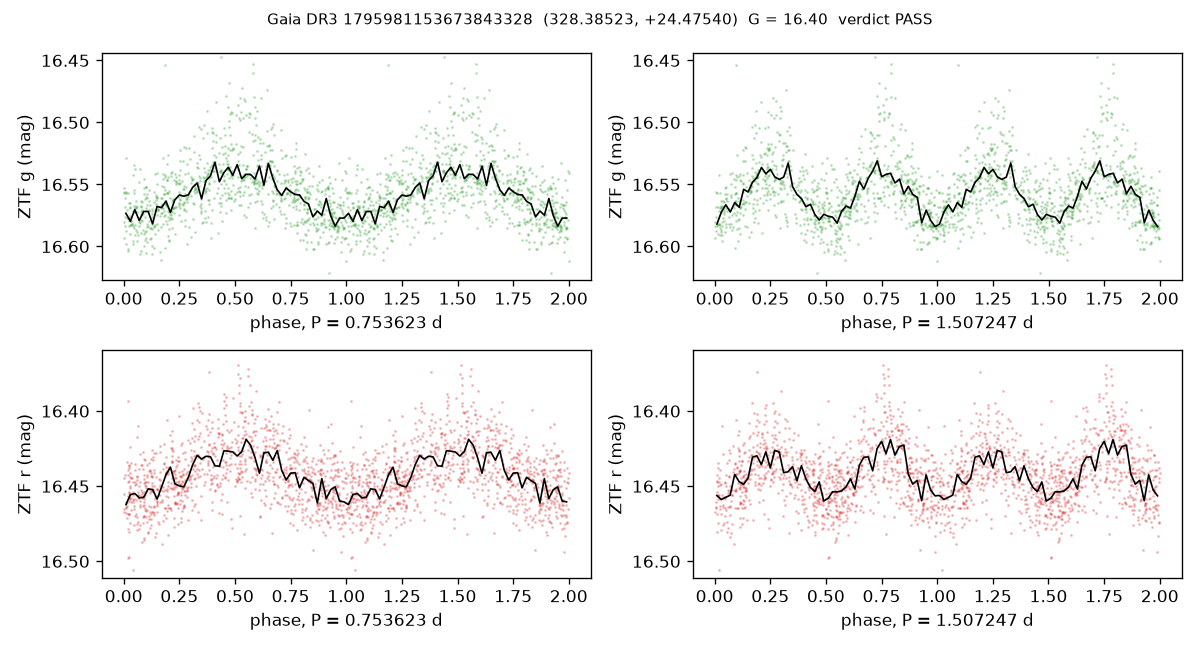 Gaia DR3 1795981153673843328  (328.38523, +24.47540)  G = 16.40  verdict PASS
ZTF g (mag)
16.45
16.50
16.55
16.60
0.00 0.25 0.50 0.75 1.00 1.25 1.50 1.75 2.00
phase, P = 0.753623 d
ZTF g (mag)
16.45
16.50
16.55
16.60
0.00 0.25 0.50 0.75 1.00 1.25 1.50 1.75 2.00
phase, P = 1.507247 d
ZTF r (mag)
16.40
16.45
16.50
0.00 0.25 0.50 0.75 1.00 1.25 1.50 1.75 2.00
phase, P = 0.753623 d
ZTF r (mag)
16.40
16.45
16.50
0.00 0.25 0.50 0.75 1.00 1.25 1.50 1.75 2.00
phase, P = 1.507247 d